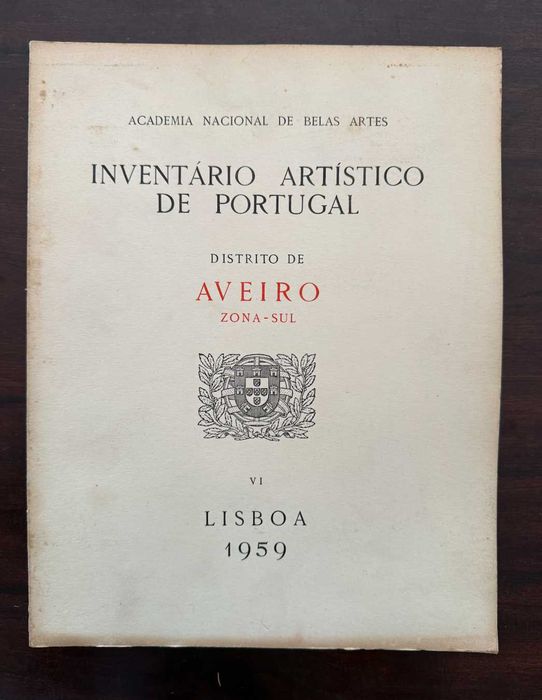 ACADEMIA NACIONAL DE BELAS ARTES
INVENTÁRIO ARTÍSTICO
DE PORTUGAL
DISTRITO DE
AVEIRO
ZONA-SUL
VI
LISBOA
1959